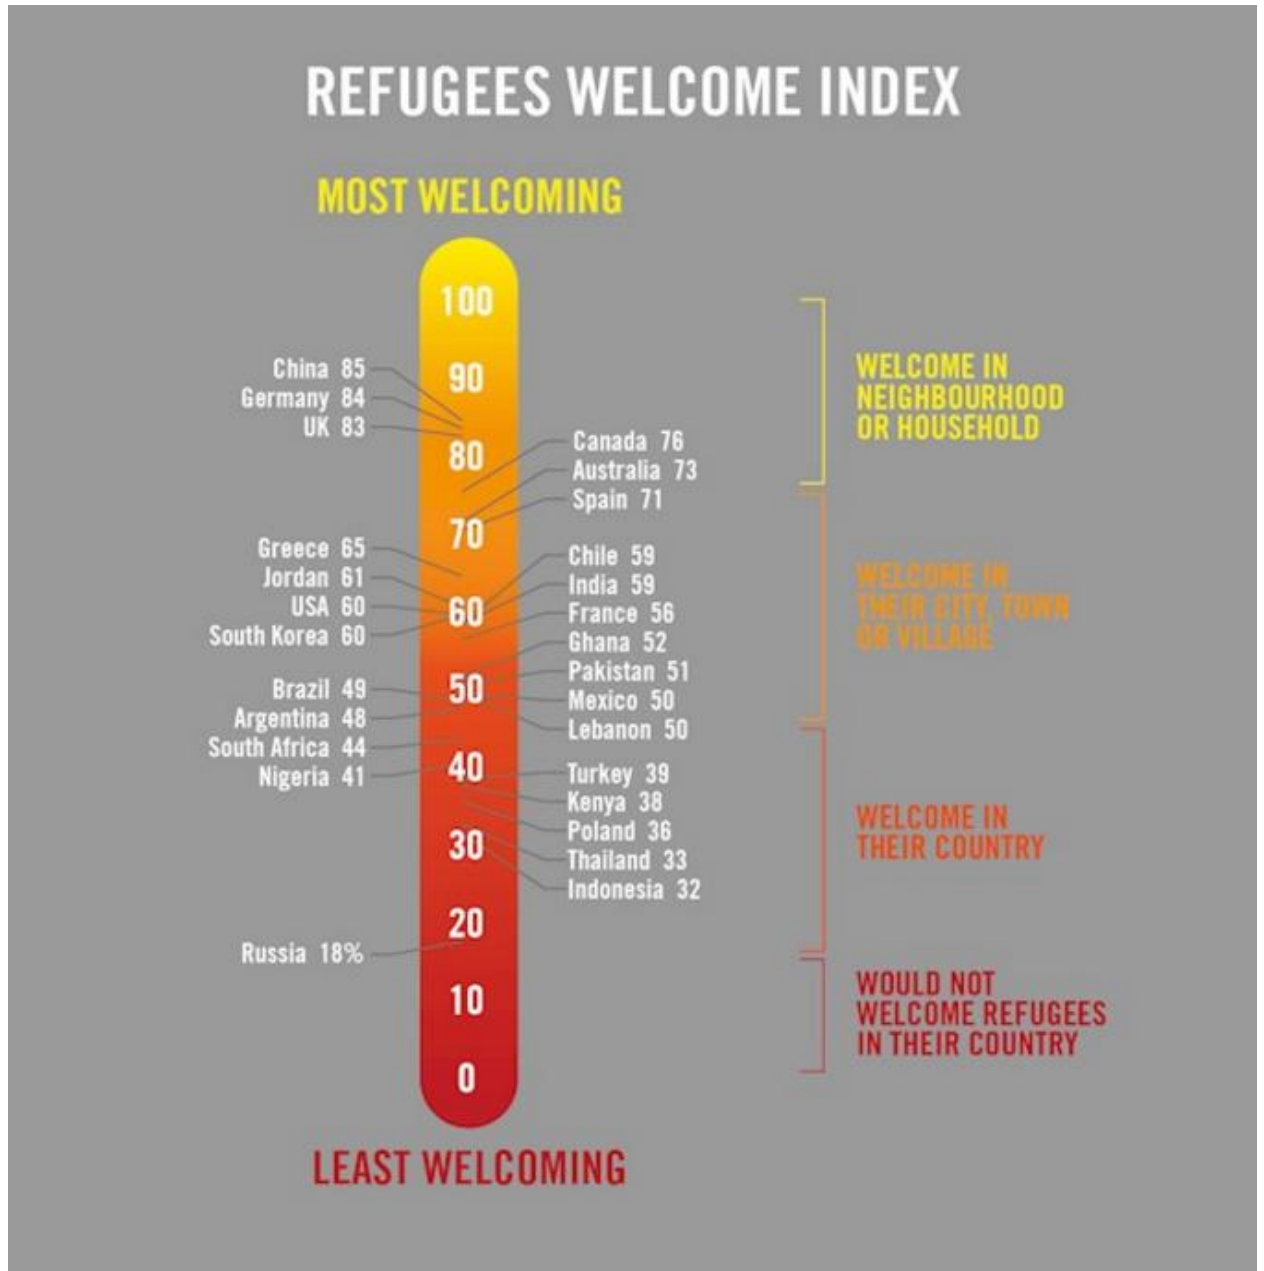 REFUGEES WELCOME INDEX
MOST WELCOMING
100
90
80
70
60
50
40
30
20
10
0
China 85
Germany 84
UK 83
Canada 76
Australia 73
Spain 71
Greece 65
Jordan 61
USA 60
South Korea 60
Chile 59
India 59
France 56
Ghana 52
Pakistan 51
Mexico 50
Lebanon 50
Brazil 49
Argentina 48
South Africa 44
Nigeria 41
Turkey 39
Kenya 38
Poland 36
Thailand 33
Indonesia 32
Russia 18%
WELCOME IN
NEIGHBOURHOOD
OR HOUSEHOLD
WELCOME IN
THEIR CITY, TOWN
OR VILLAGE
WELCOME IN
THEIR COUNTRY
WOULD NOT
WELCOME REFUGEES
IN THEIR COUNTRY
LEAST WELCOMING